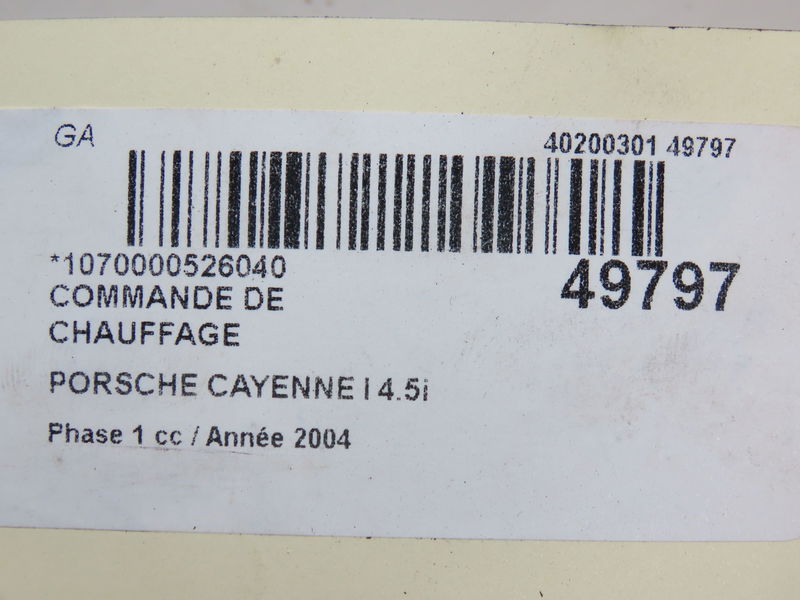 GA
40200301 49797
*1070000526040
49797
COMMANDE DE
CHAUFFAGE
PORSCHE CAYENNE I 4.5i
Phase 1 cc / Année 2004